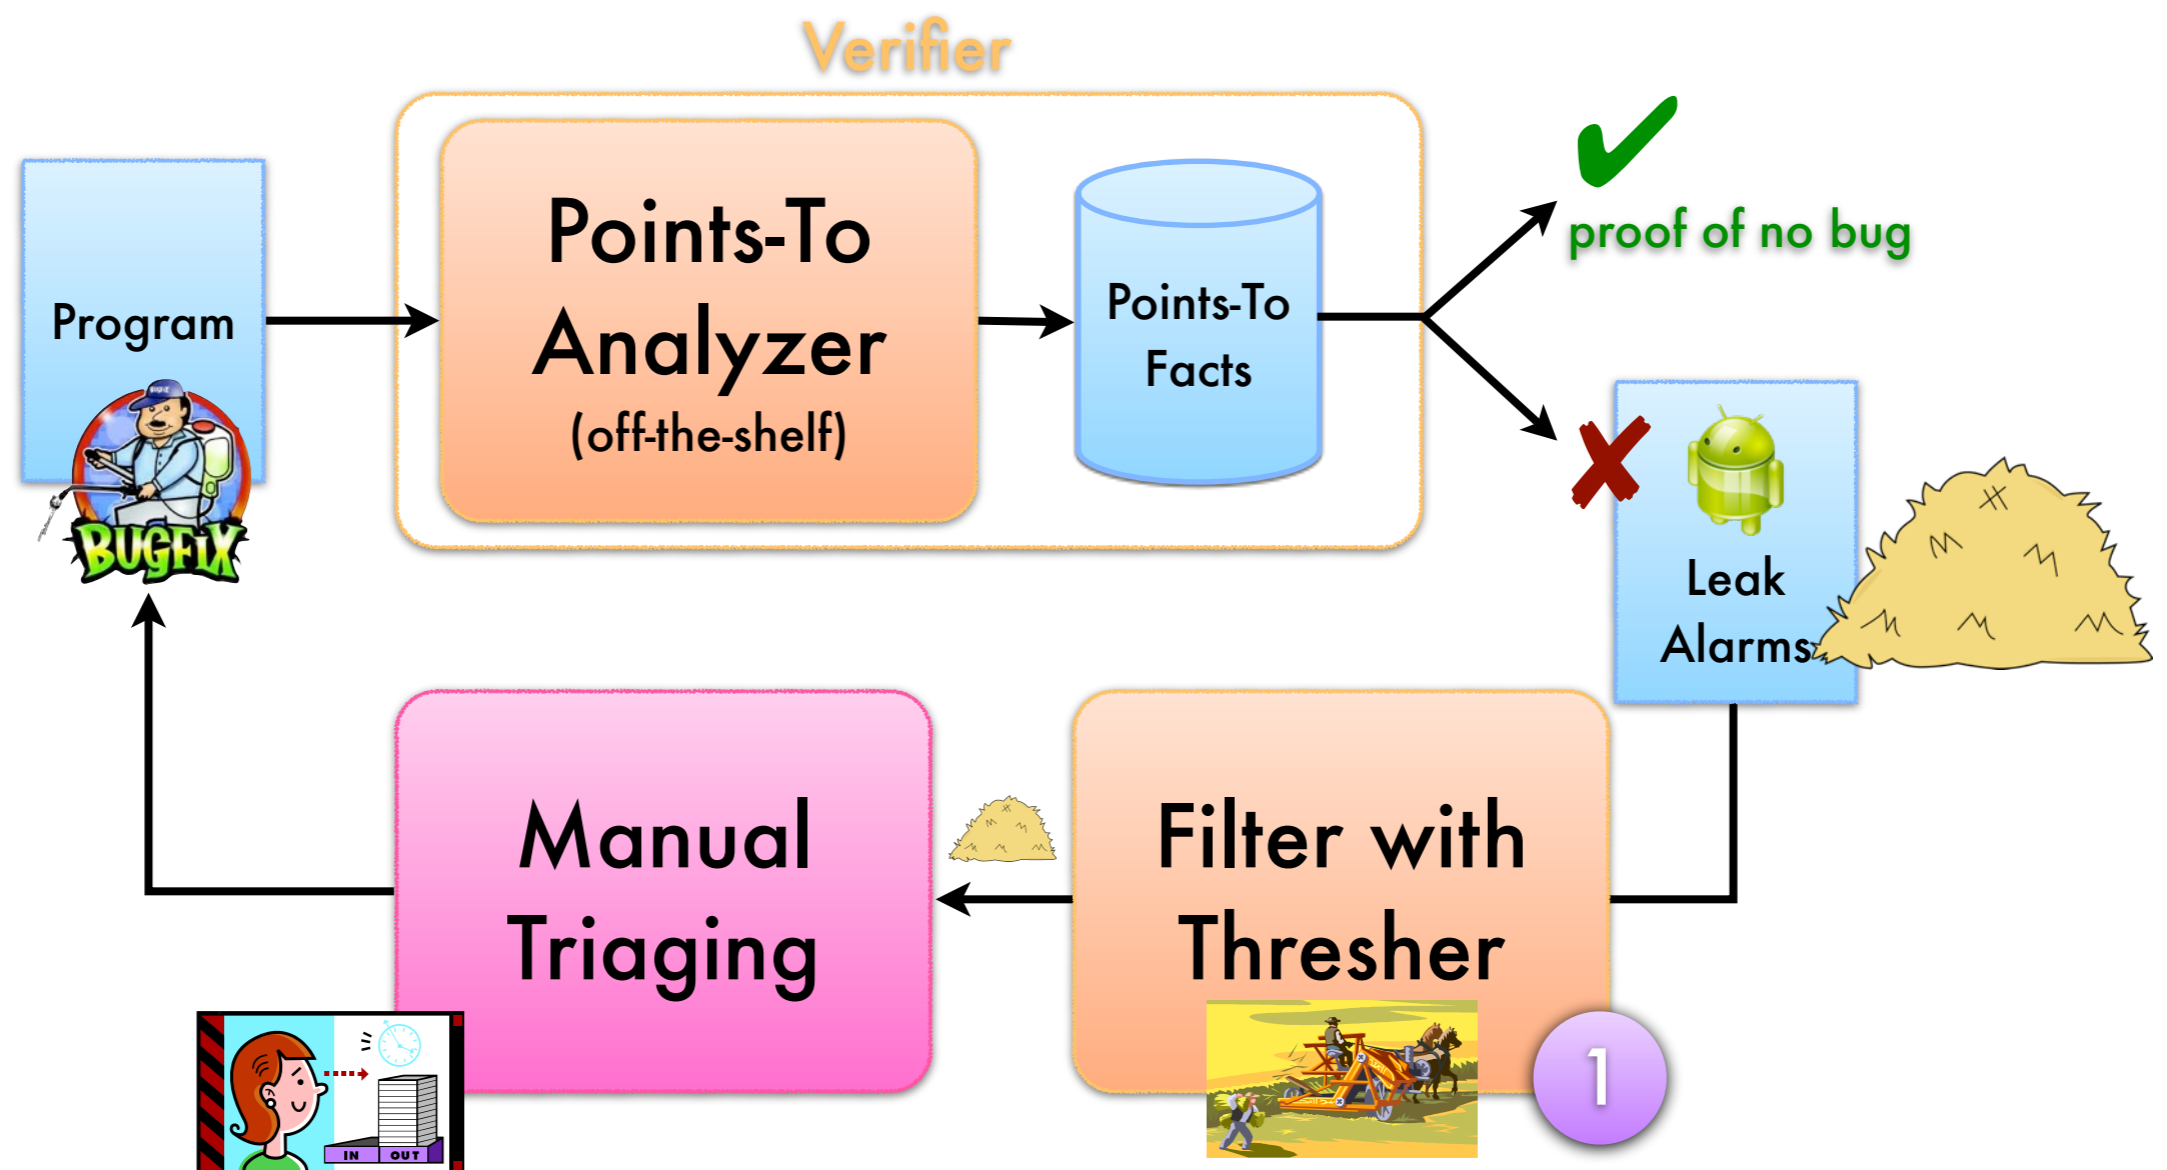 Verifier
Program
Points-To
Analyzer
(off-the-shelf)
Points-To
Facts
proof of no bug
BUGFIX
Leak
Alarms
Manual
Triaging
Filter with
Thresher
1
IN OUT